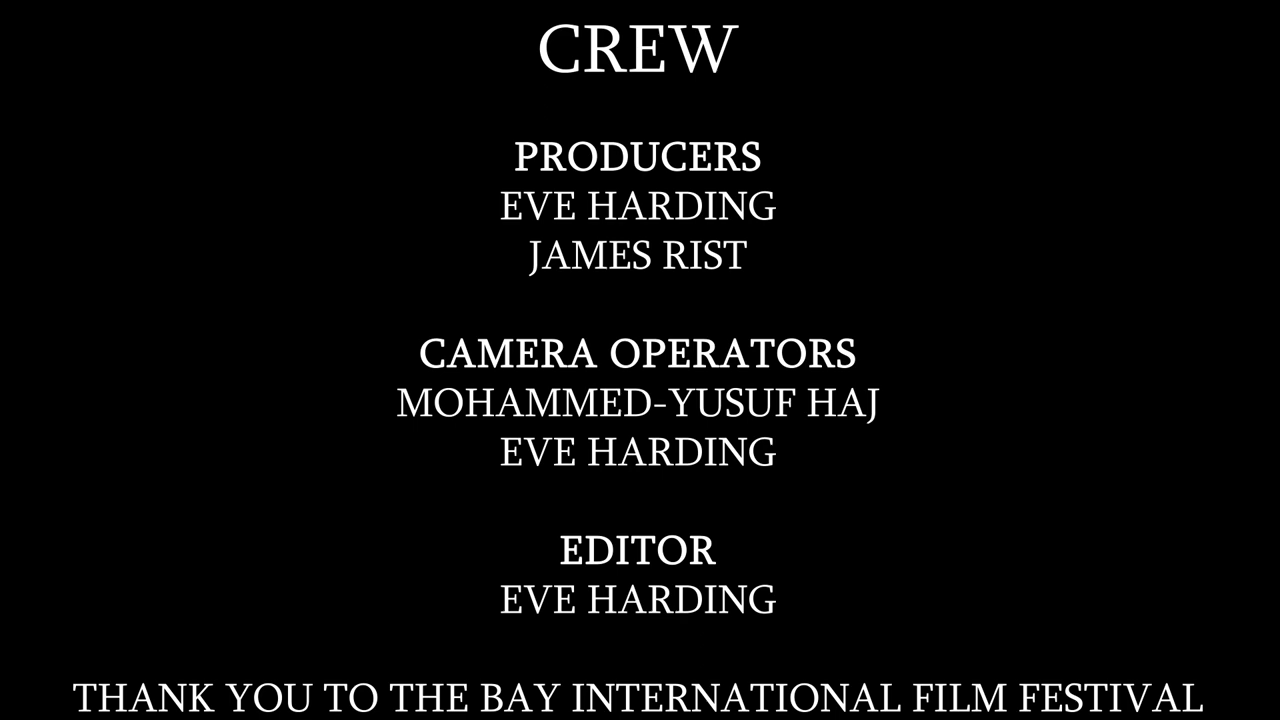 CREW
PRODUCERS
EVE HARDING
JAMES RIST
CAMERA OPERATORS
MOHAMMED-YUSUF HAJ
EVE HARDING
EDITOR
EVE HARDING
THANK YOU TO THE BAY INTERNATIONAL FILM FESTIVAL